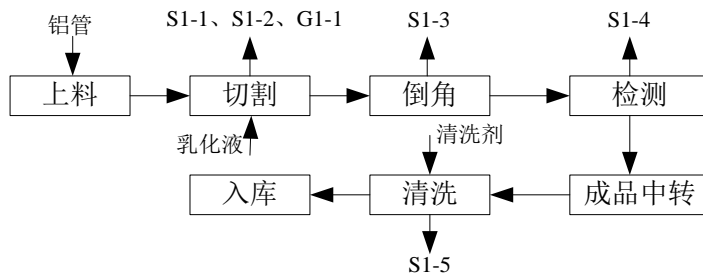 铝管
S1-1、S1-2、G1-1
S1-3
S1-4
上料
切割
倒角
检测
乳化液
清洗剂
入库
清洗
成品中转
S1-5